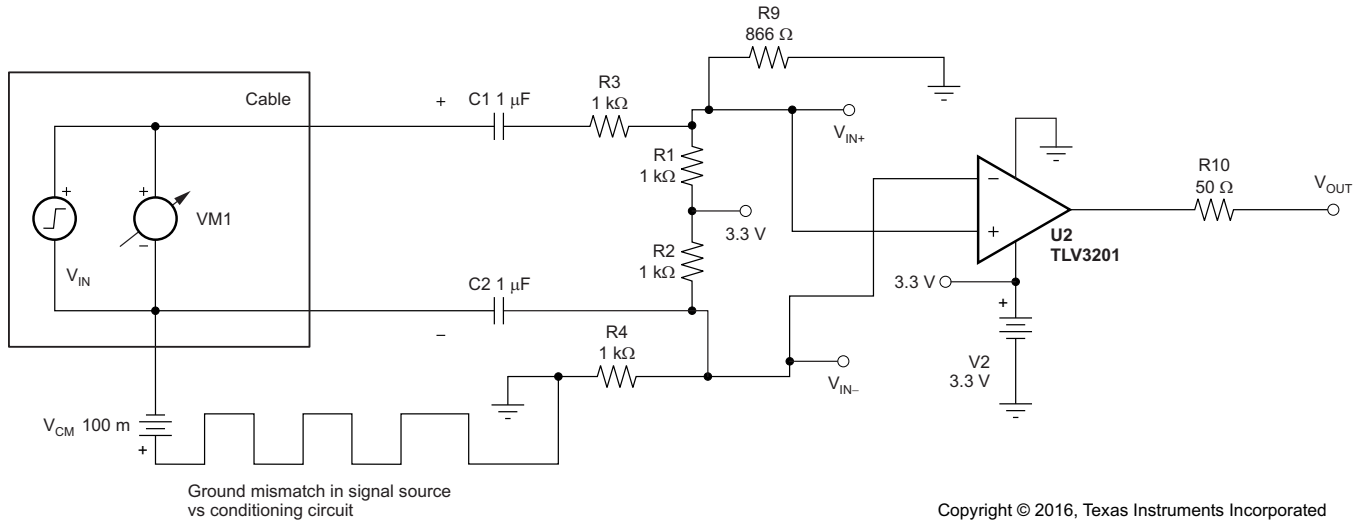 R9
866 Ω
Cable
+
C1 1 μF
R3
1 kΩ
VIN+
R1
1 kΩ
+
VIN
+
−
VM1
3.3 V
R2
1 kΩ
−
+
U2
TLV3201
R10
50 Ω
VOUT
3.3 V
+
V2
3.3 V
−
C2 1 μF
R4
1 kΩ
VIN−
VCM 100 m
+
Ground mismatch in signal source
vs conditioning circuit
Copyright © 2016, Texas Instruments Incorporated